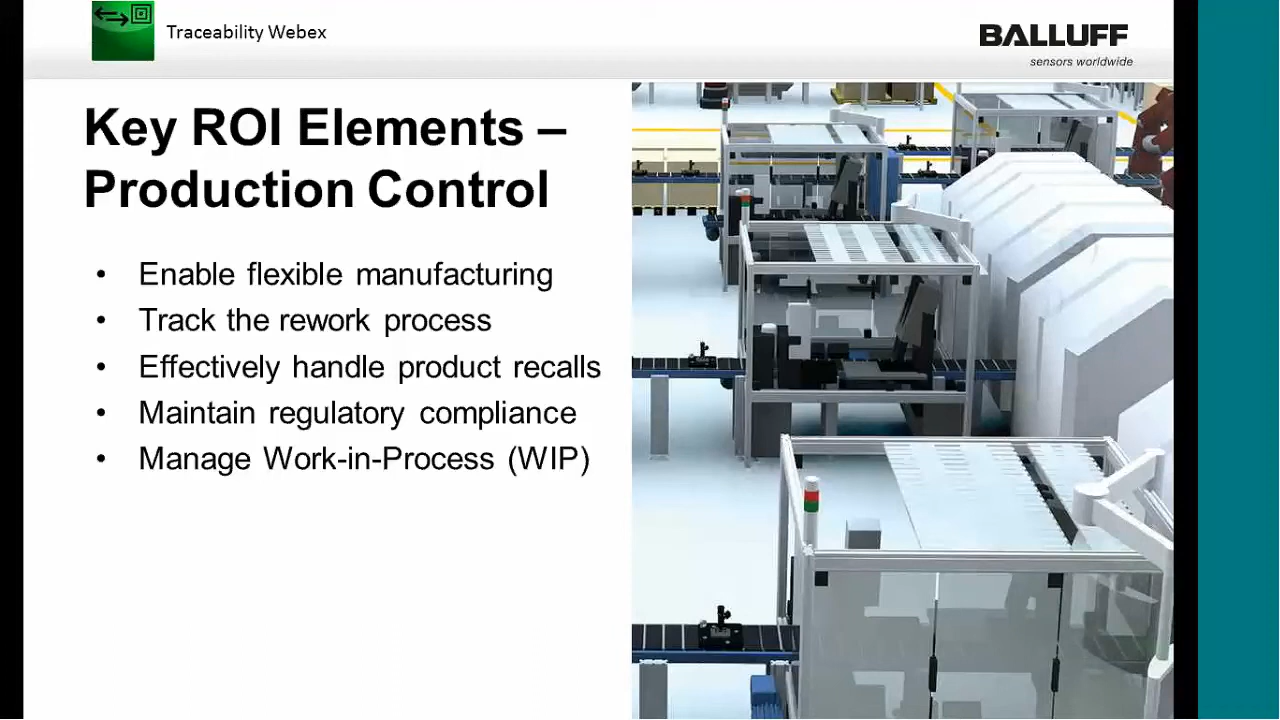 Traceability Webex
BALLUFF
sensors worldwide
Key ROI Elements –
Production Control
• Enable flexible manufacturing
• Track the rework process
• Effectively handle product recalls
• Maintain regulatory compliance
• Manage Work-in-Process (WIP)